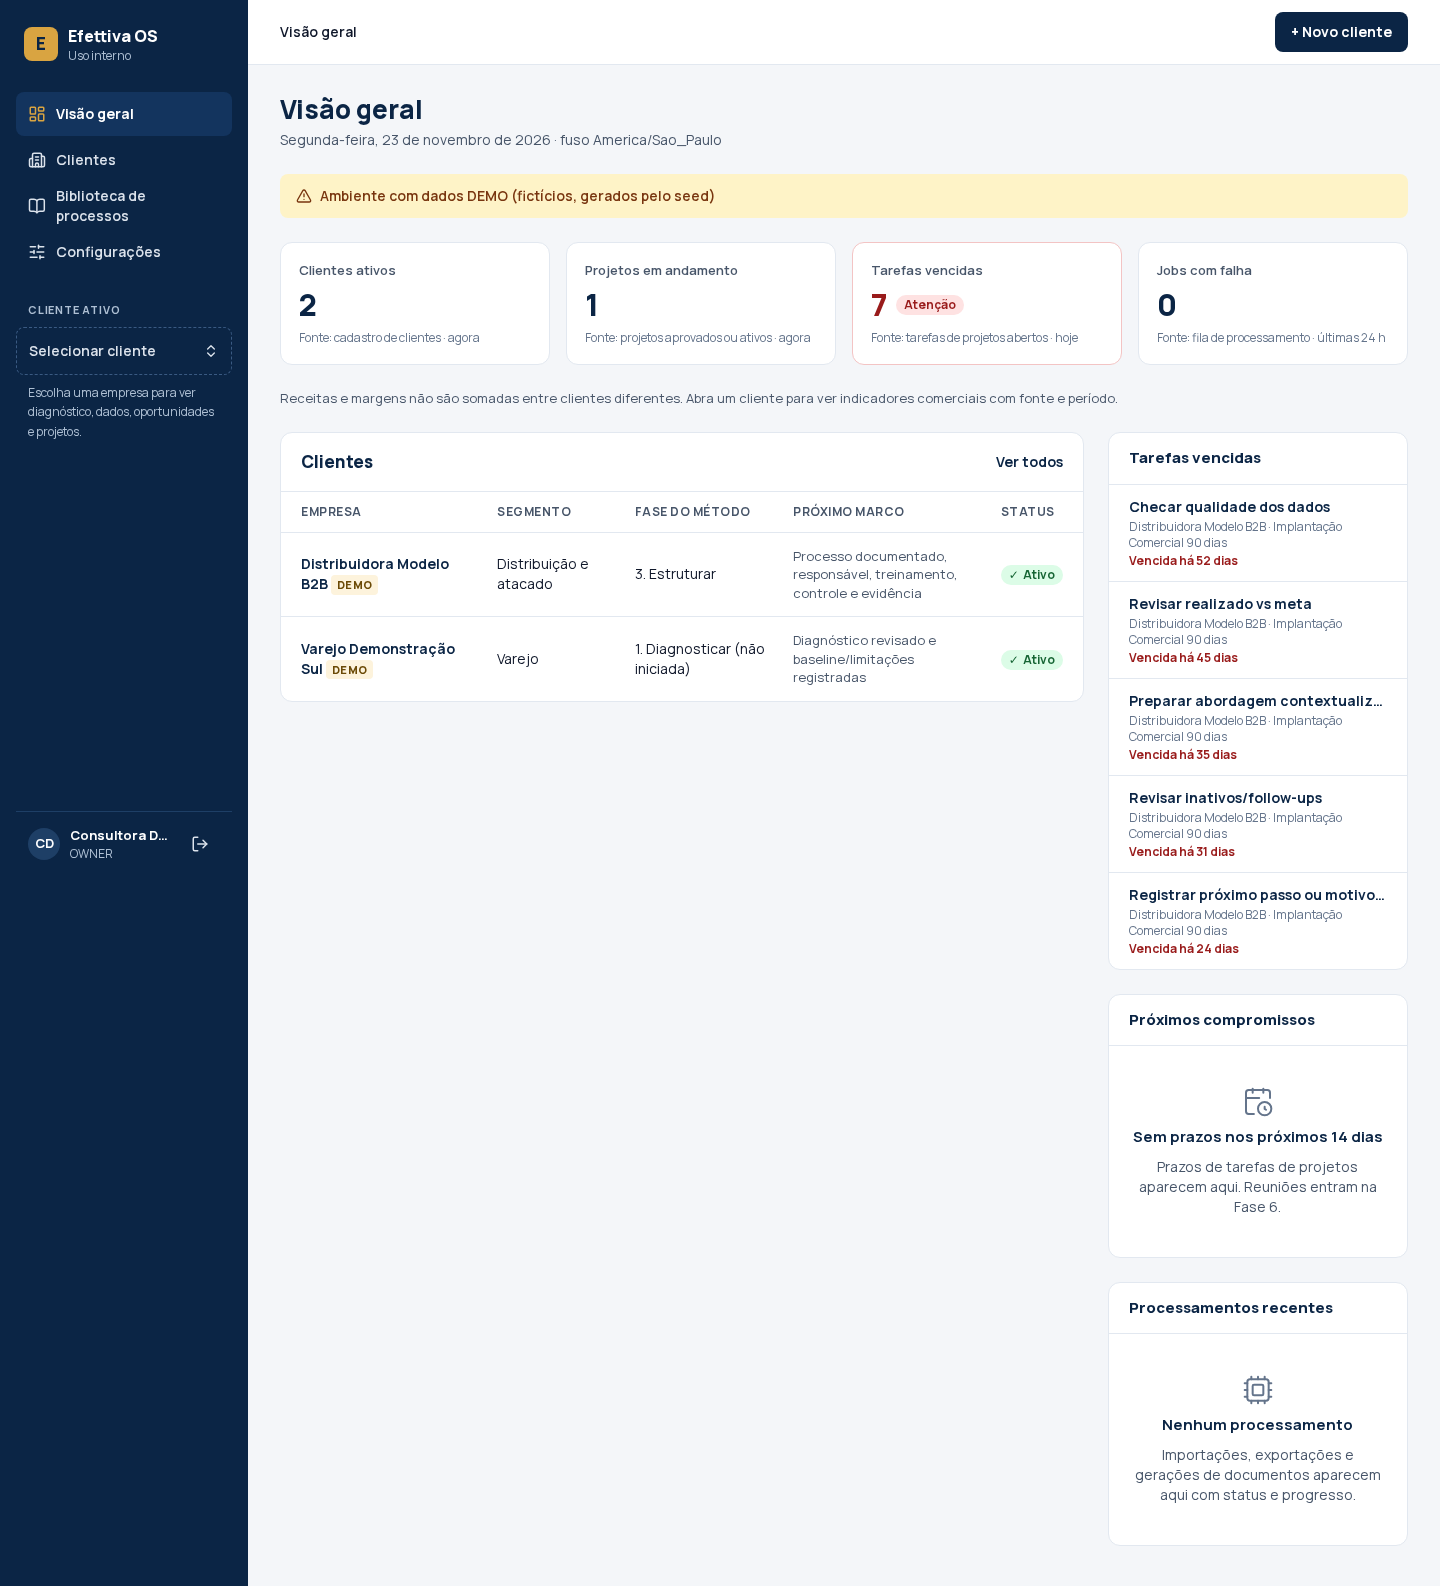 E
Efettiva OS
Uso interno
Visão geral
Clientes
Biblioteca de
processos
Configurações
CLIENTE ATIVO
Selecionar cliente
Escolha uma empresa para ver
diagnóstico, dados, oportunidades
e projetos.
CD
Consultora D…
OWNER
Visão geral
+ Novo cliente
Visão geral
Segunda-feira, 23 de novembro de 2026 · fuso America/Sao_Paulo
Ambiente com dados DEMO (fictícios, gerados pelo seed)
Clientes ativos
2
Fonte: cadastro de clientes · agora
Projetos em andamento
1
Fonte: projetos aprovados ou ativos · agora
Tarefas vencidas
7 Atenção
Fonte: tarefas de projetos abertos · hoje
Jobs com falha
0
Fonte: fila de processamento · últimas 24 h
Receitas e margens não são somadas entre clientes diferentes. Abra um cliente para ver indicadores comerciais com fonte e período.
Clientes
Ver todos
EMPRESA SEGMENTO FASE DO MÉTODO PRÓXIMO MARCO STATUS
Distribuidora Modelo
B2B DEMO
Distribuição e
atacado
3. Estruturar
Processo documentado,
responsável, treinamento,
controle e evidência
✓ Ativo
Varejo Demonstração
Sul DEMO
Varejo
1. Diagnosticar (não
iniciada)
Diagnóstico revisado e
baseline/limitações
registradas
✓ Ativo
Tarefas vencidas
Checar qualidade dos dados
Distribuidora Modelo B2B · Implantação
Comercial 90 dias
Vencida há 52 dias
Revisar realizado vs meta
Distribuidora Modelo B2B · Implantação
Comercial 90 dias
Vencida há 45 dias
Preparar abordagem contextualiz…
Distribuidora Modelo B2B · Implantação
Comercial 90 dias
Vencida há 35 dias
Revisar inativos/follow-ups
Distribuidora Modelo B2B · Implantação
Comercial 90 dias
Vencida há 31 dias
Registrar próximo passo ou motivo…
Distribuidora Modelo B2B · Implantação
Comercial 90 dias
Vencida há 24 dias
Próximos compromissos
Sem prazos nos próximos 14 dias
Prazos de tarefas de projetos
aparecem aqui. Reuniões entram na
Fase 6.
Processamentos recentes
Nenhum processamento
Importações, exportações e
gerações de documentos aparecem
aqui com status e progresso.